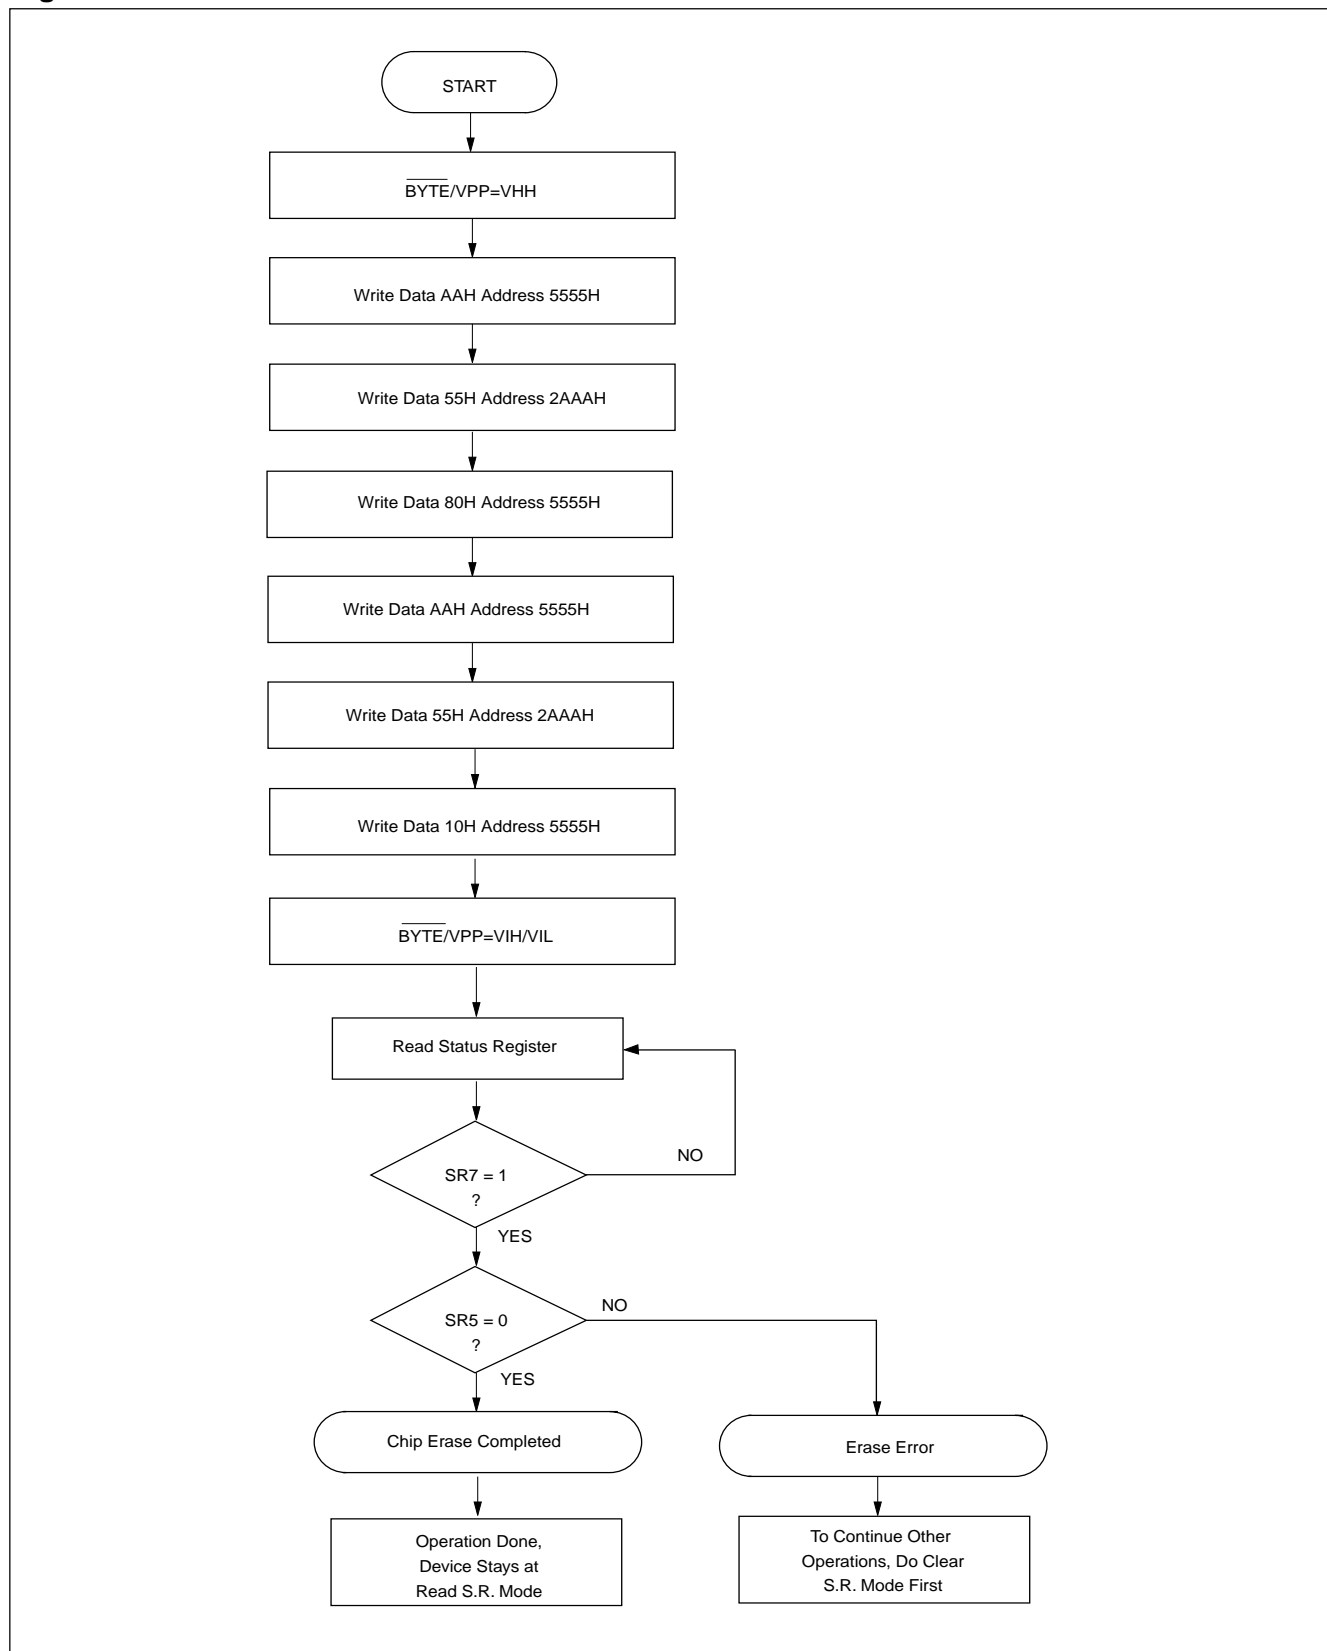 START
BYTE/VPP=VHH
Write Data AAH Address 5555H
Write Data 55H Address 2AAAH
Write Data 80H Address 5555H
Write Data AAH Address 5555H
Write Data 55H Address 2AAAH
Write Data 10H Address 5555H
BYTE/VPP=VIH/VIL
Read Status Register
NO
SR7 = 1
?
YES
NO
SR5 = 0
?
YES
Chip Erase Completed
Erase Error
Operation Done,
Device Stays at
Read S.R. Mode
To Continue Other
Operations, Do Clear
S.R. Mode First